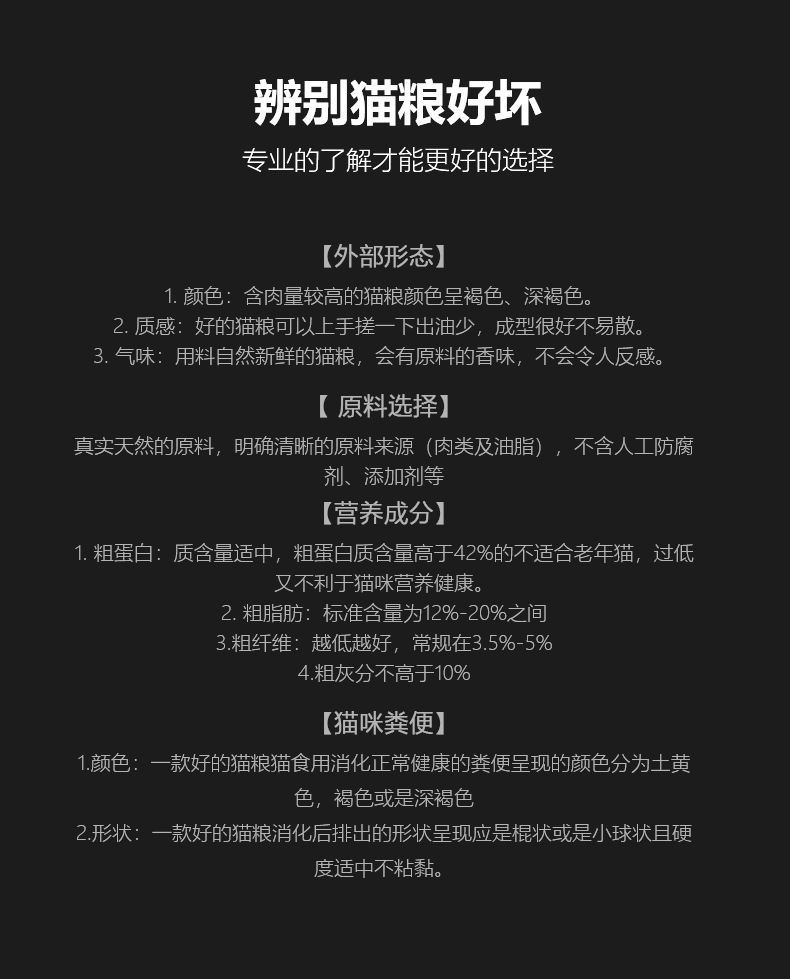 辨别猫粮好坏
专业的了解才能更好的选择
【外部形态】
1. 颜色：含肉量较高的猫粮颜色呈褐色、深褐色。
2. 质感：好的猫粮可以上手搓一下出油少，成型很好不易散。
3. 气味：用料自然新鲜的猫粮，会有原料的香味，不会令人反感。
【 原料选择】
真实天然的原料，明确清晰的原料来源（肉类及油脂）, 不含人工防腐
剂、添加剂等
【营养成分】
1. 粗蛋白：质含量适中，粗蛋白质含量高于42%的不适合老年猫，过低
又不利于猫咪营养健康。
2. 粗脂肪：标准含量为12%-20%之间
3.粗纤维：越低越好，常规在3.5%-5%
4.粗灰分不高于10%
【猫咪粪便】
1.颜色：一款好的猫粮猫食用消化正常健康的粪便呈现的颜色分为土黄
色，褐色或是深褐色
2.形状：一款好的猫粮消化后排出的形状呈现应是棍状或是小球状且硬
度适中不粘黏。